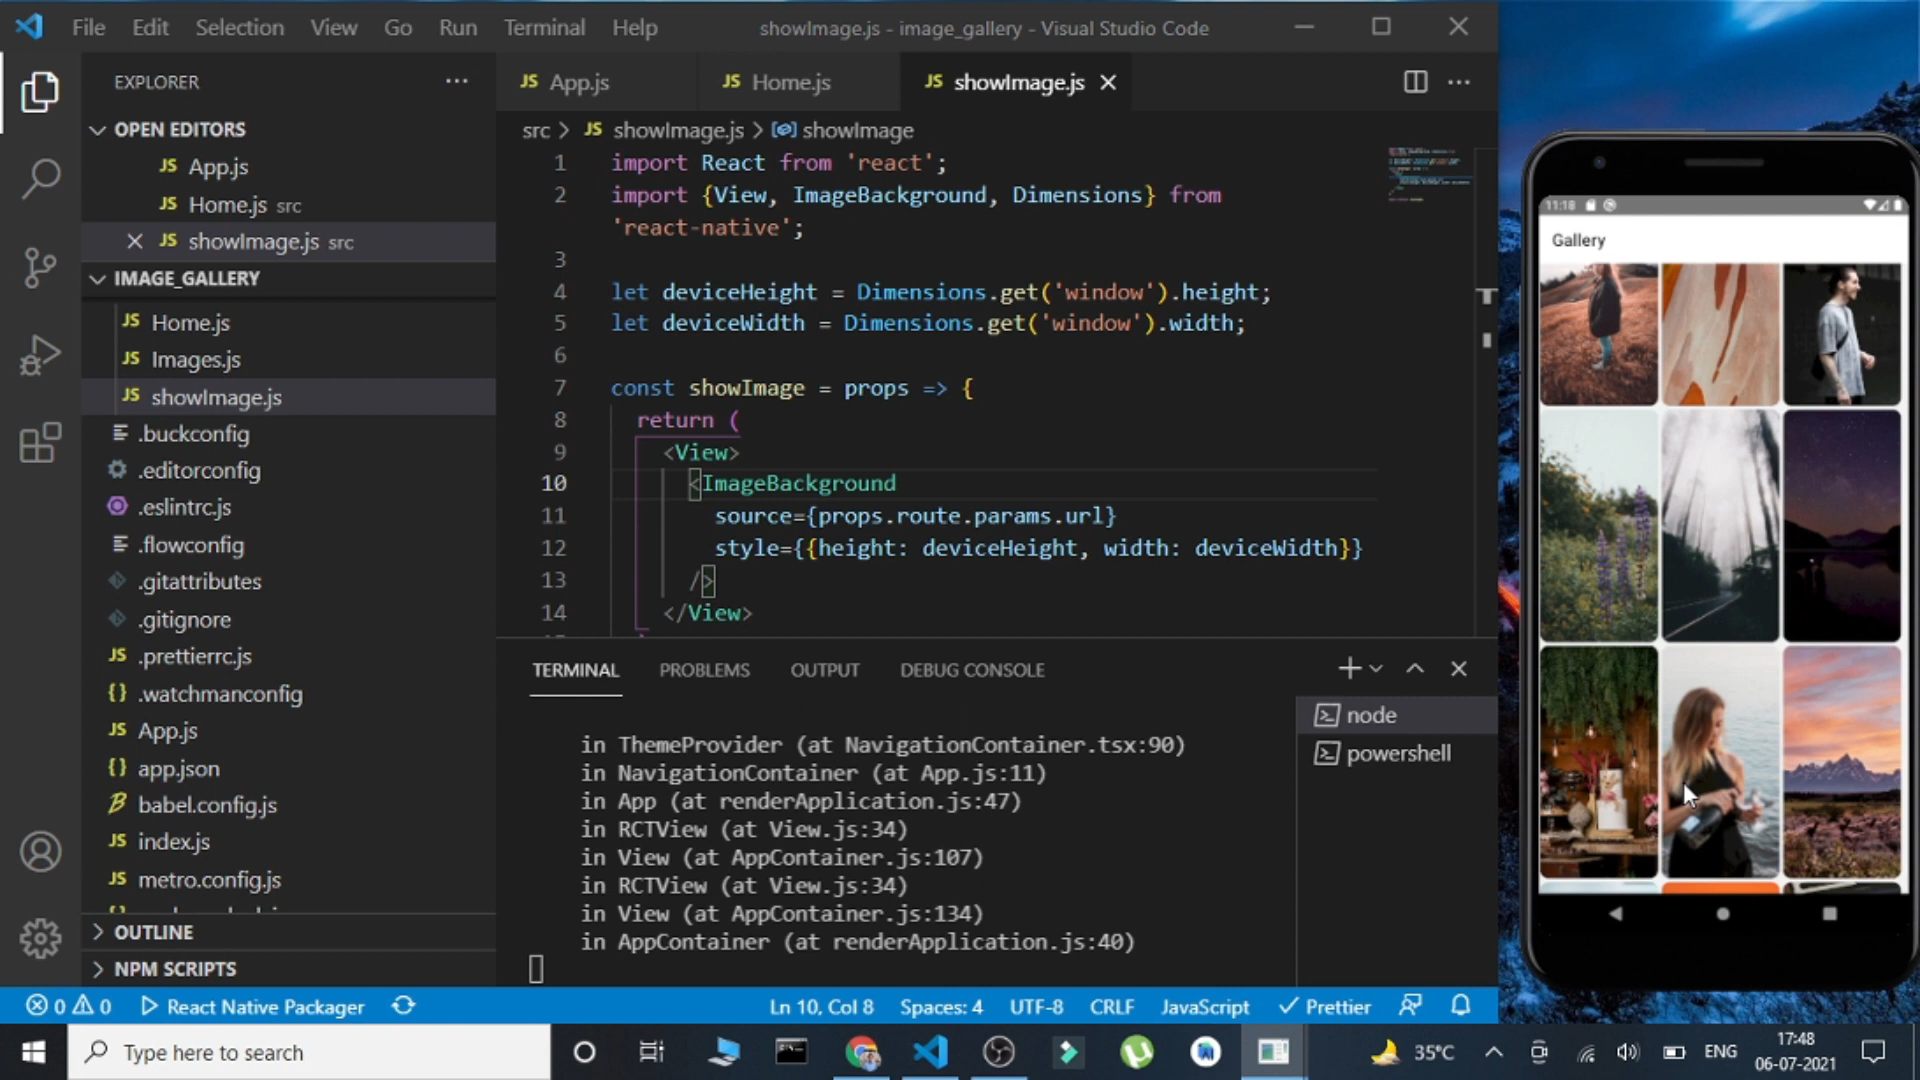 File Edit Selection View Go Run Terminal Help
showImage.js - image_gallery - Visual Studio Code
EXPLORER
OPEN EDITORS
JS App.js
JS Home.js src
JS showImage.js src
IMAGE_GALLERY
JS Home.js
JS Images.js
JS showImage.js
.buckconfig
.editorconfig
.eslintrc.js
.flowconfig
.gitattributes
.gitignore
JS .prettierrc.js
{} .watchmanconfig
JS App.js
{} app.json
babel.config.js
JS index.js
JS metro.config.js
OUTLINE
NPM SCRIPTS
JS App.js
JS Home.js
JS showImage.js
src > JS showImage.js > showImage
1 import React from 'react';
2 import {View, ImageBackground, Dimensions} from
'react-native';
3
4 let deviceHeight = Dimensions.get('window').height;
5 let deviceWidth = Dimensions.get('window').width;
6
7 const showImage = props => {
8 return (
9 <View>
10 <ImageBackground
11 source={props.route.params.url}
12 style={{height: deviceHeight, width: deviceWidth}}
13 />
14 </View>
TERMINAL PROBLEMS OUTPUT DEBUG CONSOLE
in ThemeProvider (at NavigationContainer.tsx:90)
in NavigationContainer (at App.js:11)
in App (at renderApplication.js:47)
in RCTView (at View.js:34)
in View (at AppContainer.js:107)
in RCTView (at View.js:34)
in View (at AppContainer.js:134)
in AppContainer (at renderApplication.js:40)
node
powershell
0 0 React Native Packager
Ln 10, Col 8 Spaces: 4 UTF-8 CRLF JavaScript Prettier
11:18
Gallery
Type here to search
35°C
ENG
17:48
06-07-2021